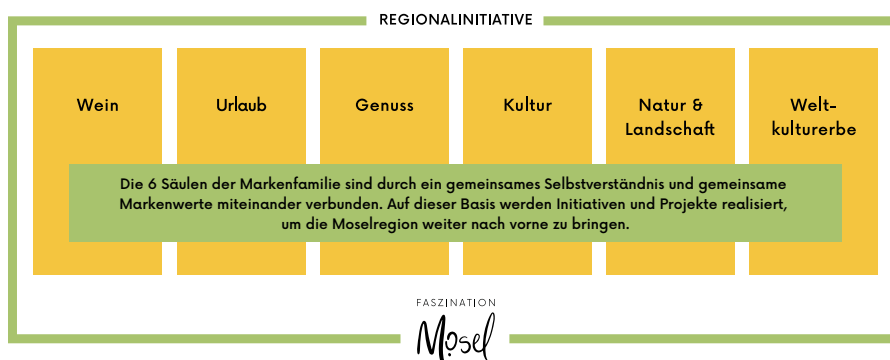 REGIONALINITIATIVE
Wein
Urlaub
Genuss
Kultur
Natur &
Landschaft
Welt-
kulturerbe
Die 6 Säulen der Markenfamilie sind durch ein gemeinsames Selbstverständnis und gemeinsame
Markenwerte miteinander verbunden. Auf dieser Basis werden Initiativen und Projekte realisiert,
um die Moselregion weiter nach vorne zu bringen.
FASZINATION
Mosel